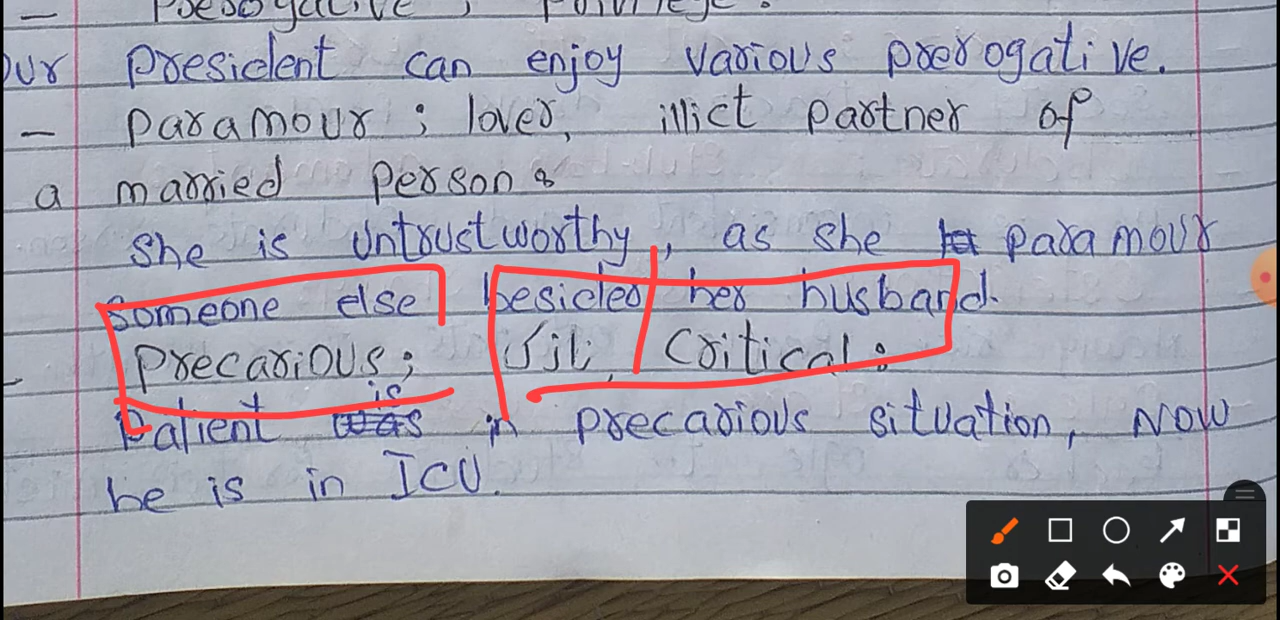 — Prerogative ; privilege :
our president can enjoy various prerogative.
— paramour ; lover, illict partner of
a married person :
she is untrustworthy, as she paramour
someone else besides her husband.
- precarious ; نازک, critical :
Patient is in precarious situation, Now
he is in ICU.